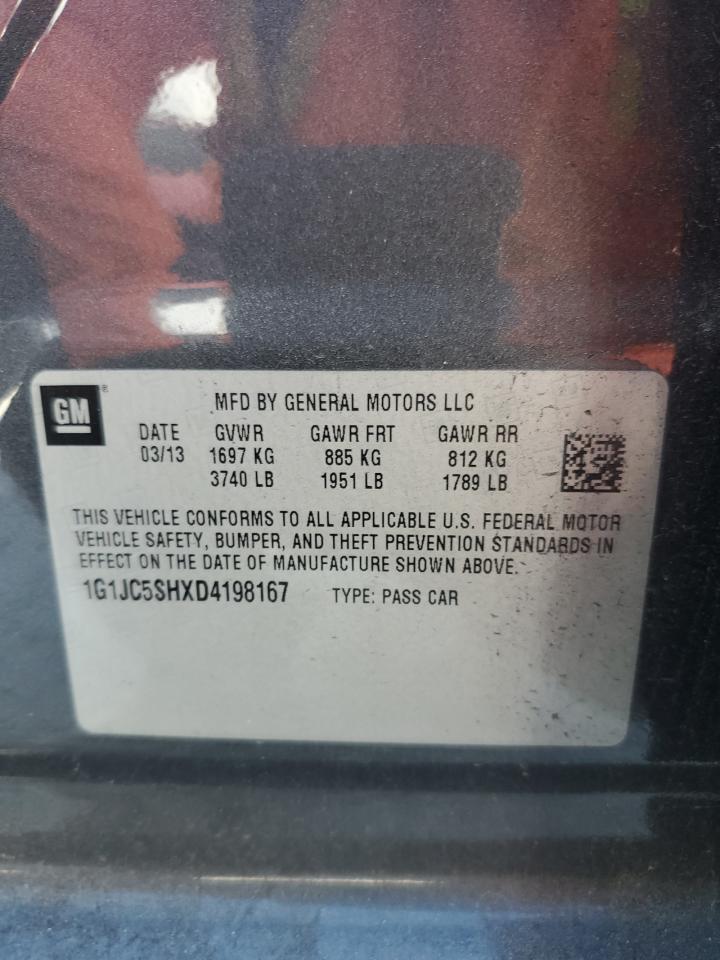 GM ®
MFD BY GENERAL MOTORS LLC
DATE GVWR GAWR FRT GAWR RR
03/13 1697 KG 885 KG 812 KG
3740 LB 1951 LB 1789 LB
THIS VEHICLE CONFORMS TO ALL APPLICABLE U.S. FEDERAL MOTOR
VEHICLE SAFETY, BUMPER, AND THEFT PREVENTION STANDARDS IN
EFFECT ON THE DATE OF MANUFACTURE SHOWN ABOVE.
1G1JC5SHXD4198167 TYPE: PASS CAR